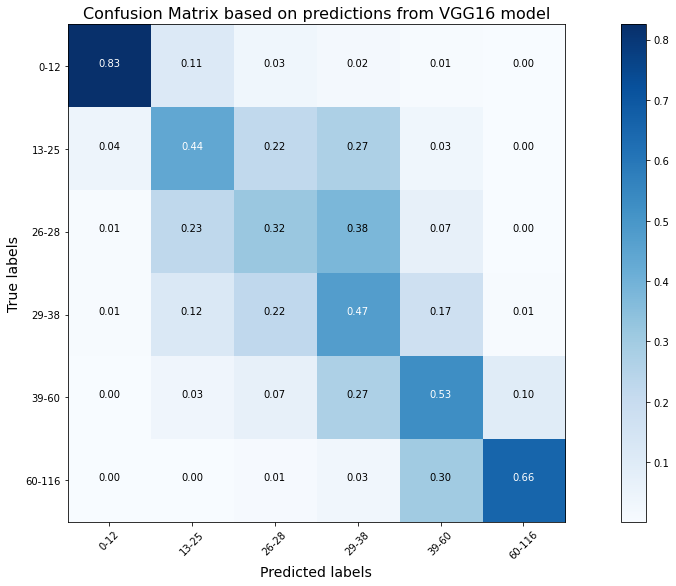 Confusion Matrix based on predictions from VGG16 model
0-12 0.83 0.11 0.03 0.02 0.01 0.00
13-25 0.04 0.44 0.22 0.27 0.03 0.00
26-28 0.01 0.23 0.32 0.38 0.07 0.00
29-38 0.01 0.12 0.22 0.47 0.17 0.01
39-60 0.00 0.03 0.07 0.27 0.53 0.10
60-116 0.00 0.00 0.01 0.03 0.30 0.66
0-12 13-25 26-28 29-38 39-60 60-116
Predicted labels
True labels
0.8
0.7
0.6
0.5
0.4
0.3
0.2
0.1